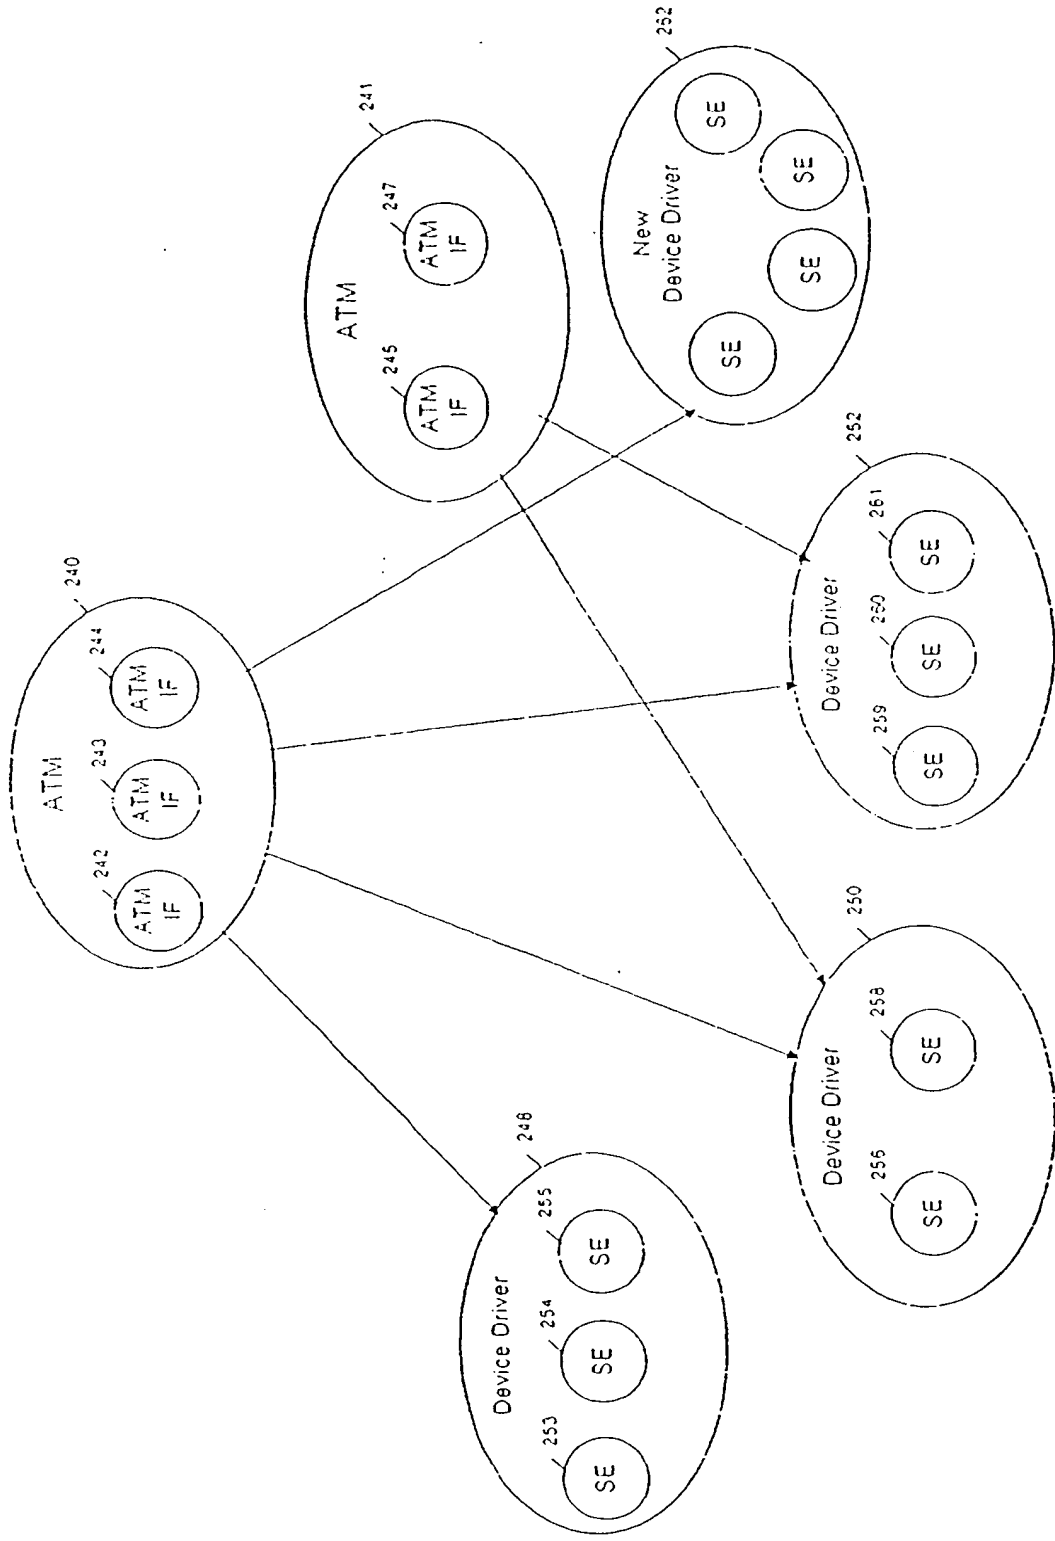 240
ATM
242
243
244
ATM
IF
ATM
IF
ATM
IF
241
ATM
245
247
ATM
IF
ATM
IF
248
Device Driver
253
254
255
SE
SE
SE
262
New
Device Driver
SE
SE
SE
SE
250
Device Driver
256
258
SE
SE
252
Device Driver
259
260
261
SE
SE
SE